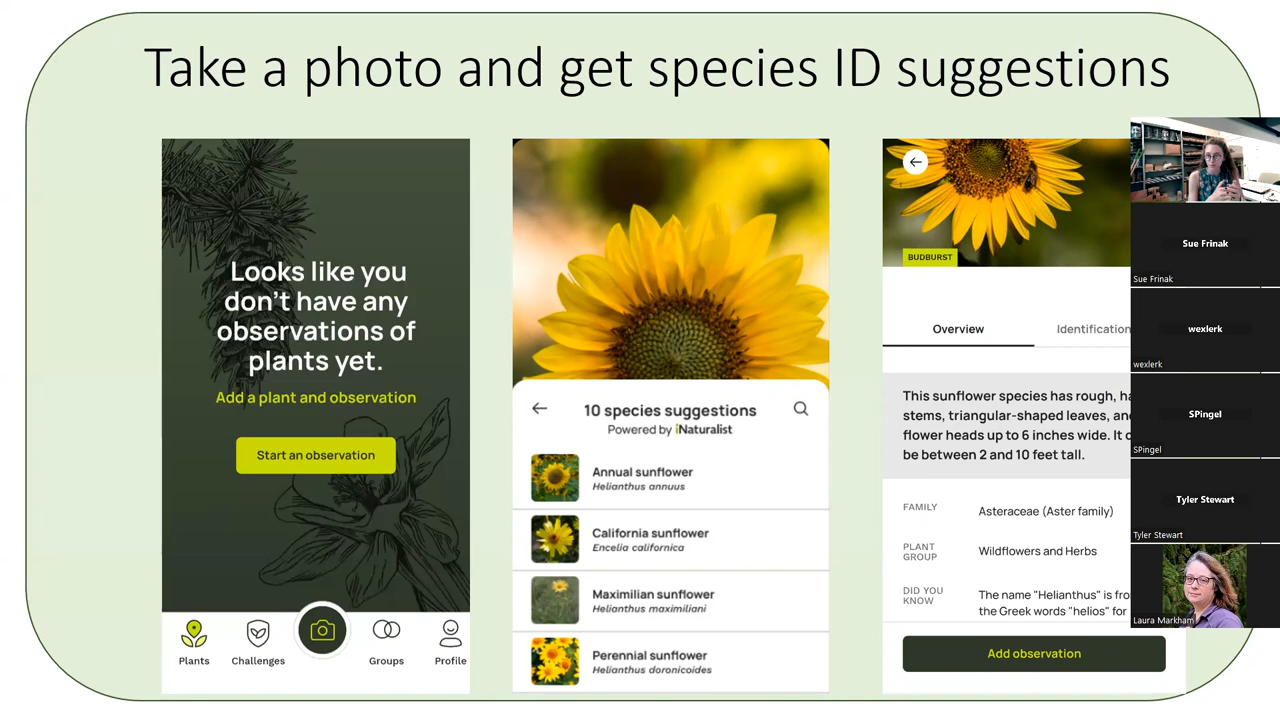 Take a photo and get species ID suggestions
Looks like you
don't have any
observations of
plants yet.
Add a plant and observation
Start an observation
Plants
Challenges
Groups
Profile
10 species suggestions
Powered by iNaturalist
Annual sunflower
Helianthus annuus
California sunflower
Encelia californica
Maximilian sunflower
Helianthus maximiliani
Perennial sunflower
Helianthus doronicoides
BUDBURST
Overview
Identification
This sunflower species has rough,
stems, triangular-shaped leaves,
flower heads up to 6 inches wide. It
be between 2 and 10 feet tall.
FAMILY
Asteraceae (Aster family)
PLANT
GROUP
Wildflowers and Herbs
DID YOU
KNOW
The name "Helianthus" is
the Greek words "helios" for
Add observation
Sue Frinak
Sue Frinak
wexlerk
wexlerk
SPingel
SPingel
Tyler Stewart
Tyler Stewart
Laura Markham